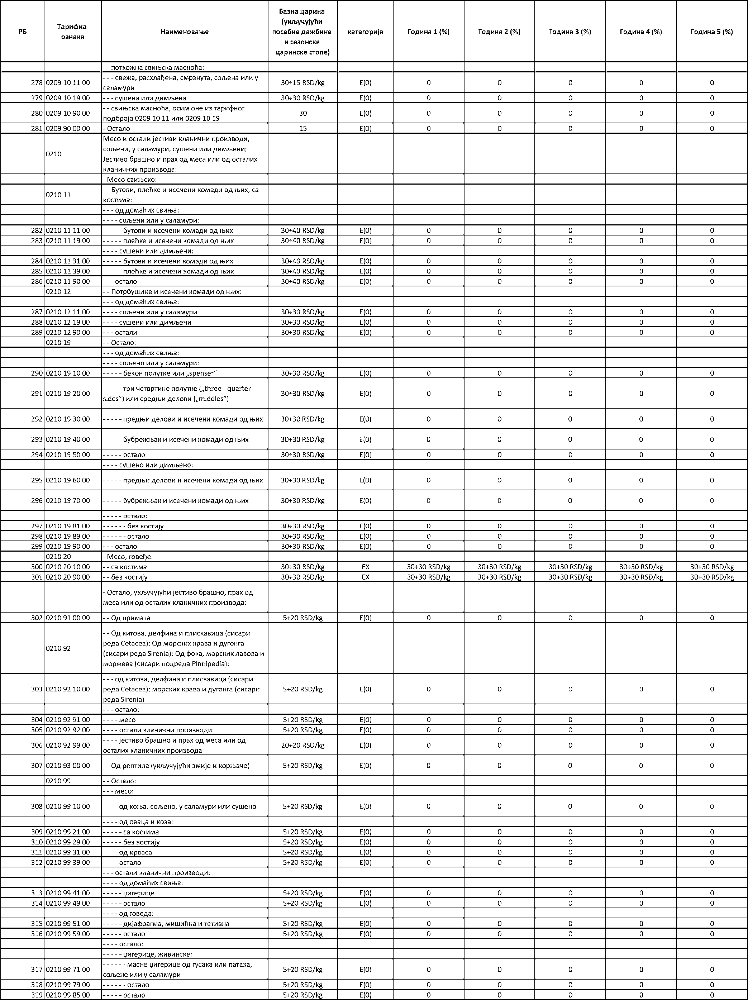 РБ Тарифна ознака Наименовање Базна царина (укључујући посебне дажбине и сезонске царинске стопе) категорија Година 1 (%) Година 2 (%) Година 3 (%) Година 4 (%) Година 5 (%)
- - поткожна свињска масноћа:
278 0209 10 11 00 - - - свежа, расхлађена, смрзнута, сољена или у саламури 30+15 RSD/kg E(0) 0 0 0 0 0
279 0209 10 19 00 - - - сушена или димљена 30+30 RSD/kg E(0) 0 0 0 0 0
280 0209 10 90 00 - - свињска масноћа, осим оне из тарифног подброја 0209 10 11 или 0209 10 19 30 E(0) 0 0 0 0 0
281 0209 90 00 00 - Остало 15 E(0) 0 0 0 0 0
0210 Месо и остали јестиви кланични производи, сољени, у саламури, сушени или димљени; Јестиво брашно и прах од меса или од осталих кланичних производа:
- Месо свињско:
0210 11 - - Бутови, плећке и исечени комади од њих, са костима:
- - - од домаћих свиња:
- - - - сољени или у саламури:
282 0210 11 11 00 - - - - - бутови и исечени комади од њих 30+40 RSD/kg E(0) 0 0 0 0 0
283 0210 11 19 00 - - - - - плећке и исечени комади од њих 30+40 RSD/kg E(0) 0 0 0 0 0
- - - - сушени или димљени:
284 0210 11 31 00 - - - - - бутови и исечени комади од њих 30+40 RSD/kg E(0) 0 0 0 0 0
285 0210 11 39 00 - - - - - плећке и исечени комади од њих 30+40 RSD/kg E(0) 0 0 0 0 0
286 0210 11 90 00 - - - остало 30+40 RSD/kg E(0) 0 0 0 0 0
0210 12 - - Потрбушине и исечени комади од њих:
- - - од домаћих свиња:
287 0210 12 11 00 - - - - сољени или у саламури 30+30 RSD/kg E(0) 0 0 0 0 0
288 0210 12 19 00 - - - - сушени или димљени 30+30 RSD/kg E(0) 0 0 0 0 0
289 0210 12 90 00 - - - остали 30+30 RSD/kg E(0) 0 0 0 0 0
0210 19 - - Остало:
- - - од домаћих свиња:
- - - - сољено или у саламури:
290 0210 19 10 00 - - - - - бекон полутке или „spenser” 30+30 RSD/kg E(0) 0 0 0 0 0
291 0210 19 20 00 - - - - - три четвртине полутке („three - quarter sides”) или средњи делови („middles”) 30+30 RSD/kg E(0) 0 0 0 0 0
292 0210 19 30 00 - - - - - предњи делови и исечени комади од њих 30+30 RSD/kg E(0) 0 0 0 0 0
293 0210 19 40 00 - - - - - бубрежњак и исечени комади од њих 30+30 RSD/kg E(0) 0 0 0 0 0
294 0210 19 50 00 - - - - - остало 30+30 RSD/kg E(0) 0 0 0 0 0
- - - - сушено или димљено:
295 0210 19 60 00 - - - - - предњи делови и исечени комади од њих 30+30 RSD/kg E(0) 0 0 0 0 0
296 0210 19 70 00 - - - - - бубрежњак и исечени комади од њих 30+30 RSD/kg E(0) 0 0 0 0 0
- - - - - остало:
297 0210 19 81 00 - - - - - - без костију 30+30 RSD/kg E(0) 0 0 0 0 0
298 0210 19 89 00 - - - - - - остало 30+30 RSD/kg E(0) 0 0 0 0 0
299 0210 19 90 00 - - - остало 30+30 RSD/kg E(0) 0 0 0 0 0
0210 20 - Месо, говеђе:
300 0210 20 10 00 - - са костима 30+30 RSD/kg EX 30+30 RSD/kg 30+30 RSD/kg 30+30 RSD/kg 30+30 RSD/kg 30+30 RSD/kg
301 0210 20 90 00 - - без костију 30+30 RSD/kg EX 30+30 RSD/kg 30+30 RSD/kg 30+30 RSD/kg 30+30 RSD/kg 30+30 RSD/kg
- Остало, укључујући јестиво брашно, прах од меса или од осталих кланичних производа:
302 0210 91 00 00 - - Од примата 5+20 RSD/kg E(0) 0 0 0 0 0
0210 92 - - Од китова, делфина и плискавица (сисари реда Cetacea); Од морских крава и дугонга (сисари реда Sirenia); Од фока, морских лавова и моржева (сисари подреда Pinnipedia):
303 0210 92 10 00 - - - од китова, делфина и плискавица (сисари реда Cetacea); морских крава и дугонга (сисари реда Sirenia) 5+20 RSD/kg E(0) 0 0 0 0 0
- - - остало:
304 0210 92 91 00 - - - - месо 5+20 RSD/kg E(0) 0 0 0 0 0
305 0210 92 92 00 - - - - остали кланични производи 5+20 RSD/kg E(0) 0 0 0 0 0
306 0210 92 99 00 - - - - јестиво брашно и прах од меса или од осталих кланичних производа 20+20 RSD/kg E(0) 0 0 0 0 0
307 0210 93 00 00 - - Од рептила (укључујући змије и корњаче) 5+20 RSD/kg E(0) 0 0 0 0 0
0210 99 - - Остало:
- - - месо:
308 0210 99 10 00 - - - - од коња, сољено, у саламури или сушено 5+20 RSD/kg E(0) 0 0 0 0 0
- - - - од оваца и коза:
309 0210 99 21 00 - - - - - са костима 5+20 RSD/kg E(0) 0 0 0 0 0
310 0210 99 29 00 - - - - - без костију 5+20 RSD/kg E(0) 0 0 0 0 0
311 0210 99 31 00 - - - - од ирваса 5+20 RSD/kg E(0) 0 0 0 0 0
312 0210 99 39 00 - - - - остало 5+20 RSD/kg E(0) 0 0 0 0 0
- - - остали кланични производи:
- - - - од домаћих свиња:
313 0210 99 41 00 - - - - - џигерице 5+20 RSD/kg E(0) 0 0 0 0 0
314 0210 99 49 00 - - - - - остало 5+20 RSD/kg E(0) 0 0 0 0 0
- - - - од говеда:
315 0210 99 51 00 - - - - - дијафрагма, мишићна и тетивна 5+20 RSD/kg E(0) 0 0 0 0 0
316 0210 99 59 00 - - - - - остало 5+20 RSD/kg E(0) 0 0 0 0 0
- - - - остало:
- - - - - џигерице, живинске:
317 0210 99 71 00 - - - - - - масне џигерице од гусака или патака, сољене или у саламури 5+20 RSD/kg E(0) 0 0 0 0 0
318 0210 99 79 00 - - - - - - остало 5+20 RSD/kg E(0) 0 0 0 0 0
319 0210 99 85 00 - - - - - остало 5+20 RSD/kg E(0) 0 0 0 0 0